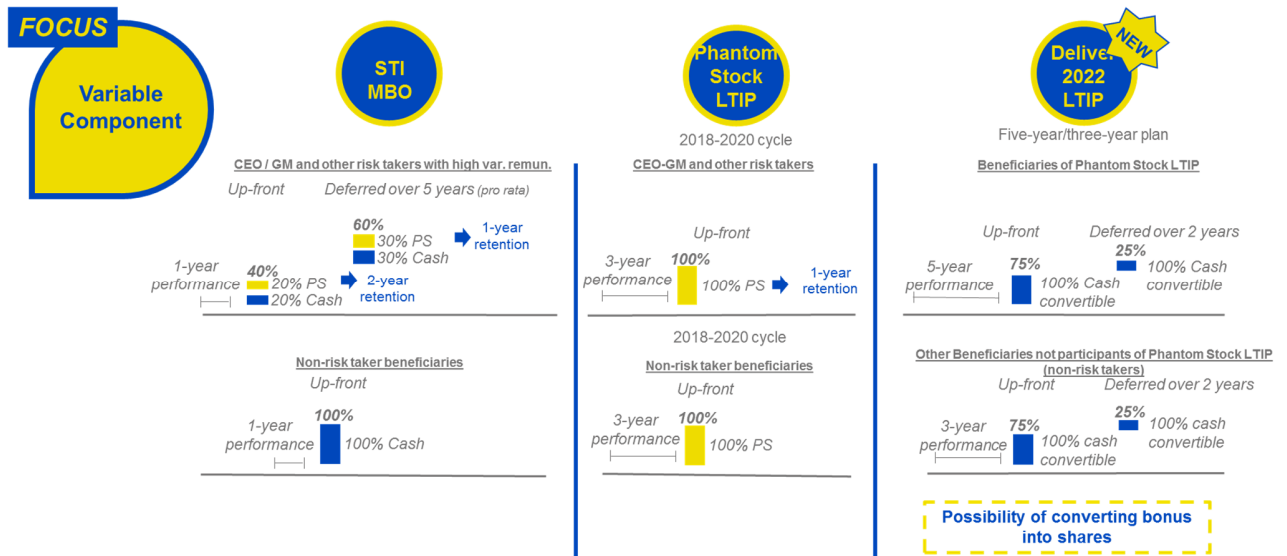 FOCUS
Variable
Component
STI
MBO
CEO / GM and other risk takers with high var. remun.
Up-front
Deferred over 5 years (pro rata)
60%
30% PS
30% Cash
1-year
retention
1-year
performance
40%
20% PS
20% Cash
2-year
retention
Non-risk taker beneficiaries
Up-front
1-year
performance
100%
100% Cash
Phantom
Stock
LTIP
2018-2020 cycle
CEO-GM and other risk takers
Up-front
3-year
performance
100%
100% PS
1-year
retention
2018-2020 cycle
Non-risk taker beneficiaries
Up-front
3-year
performance
100%
100% PS
Deliver
2022
LTIP
NEW
Five-year/three-year plan
Beneficiaries of Phantom Stock LTIP
Up-front
Deferred over 2 years
5-year
performance
75%
100% Cash
convertible
25%
100% Cash
convertible
Other Beneficiaries not participants of Phantom Stock LTIP
(non-risk takers)
Up-front
Deferred over 2 years
3-year
performance
75%
100% cash
convertible
25%
100% cash
convertible
Possibility of converting bonus
into shares